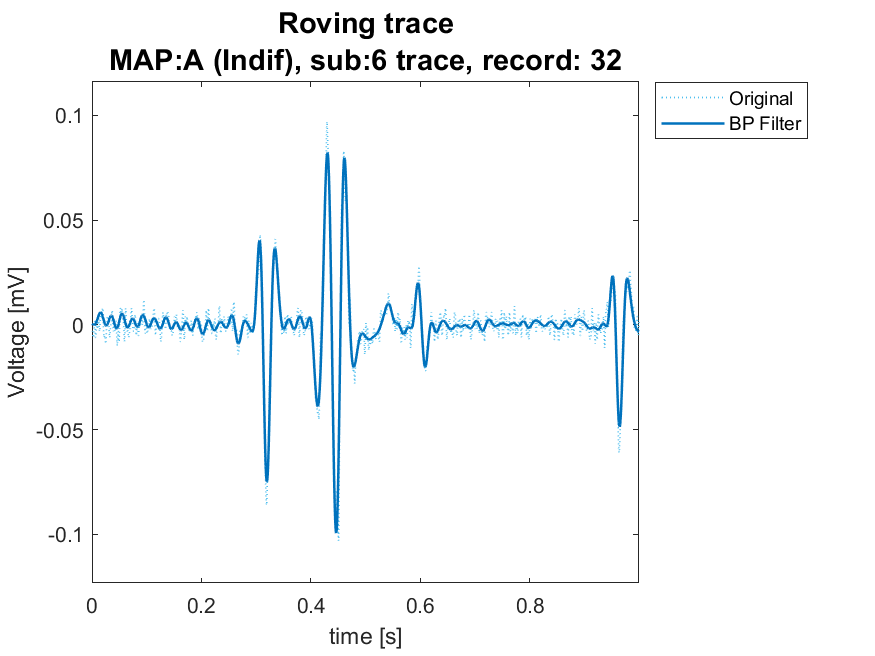 Roving trace
MAP:A (Indif), sub:6 trace, record: 32
Original
BP Filter
0.1
0.05
0
-0.05
-0.1
Voltage [mV]
0 0.2 0.4 0.6 0.8
time [s]